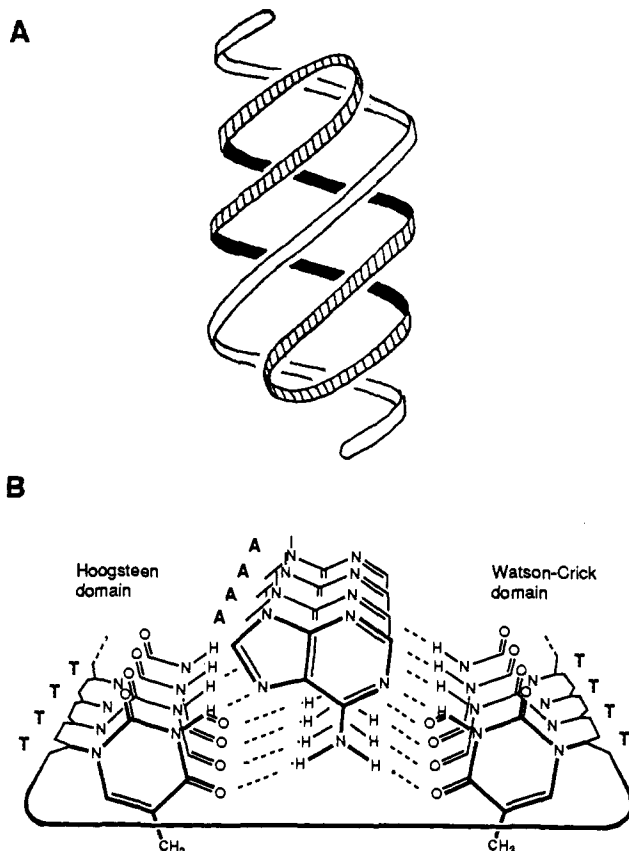 A
B
Hoogsteen
domain
Watson-Crick
domain
A N N
A N N
A N N
A N N
O H H O
O N H H N O
T O N H H N O T
T N O N H N N H O N T
T N N O H H O N N T
T N O H H O N T
O H N H O
CH₃ CH₃